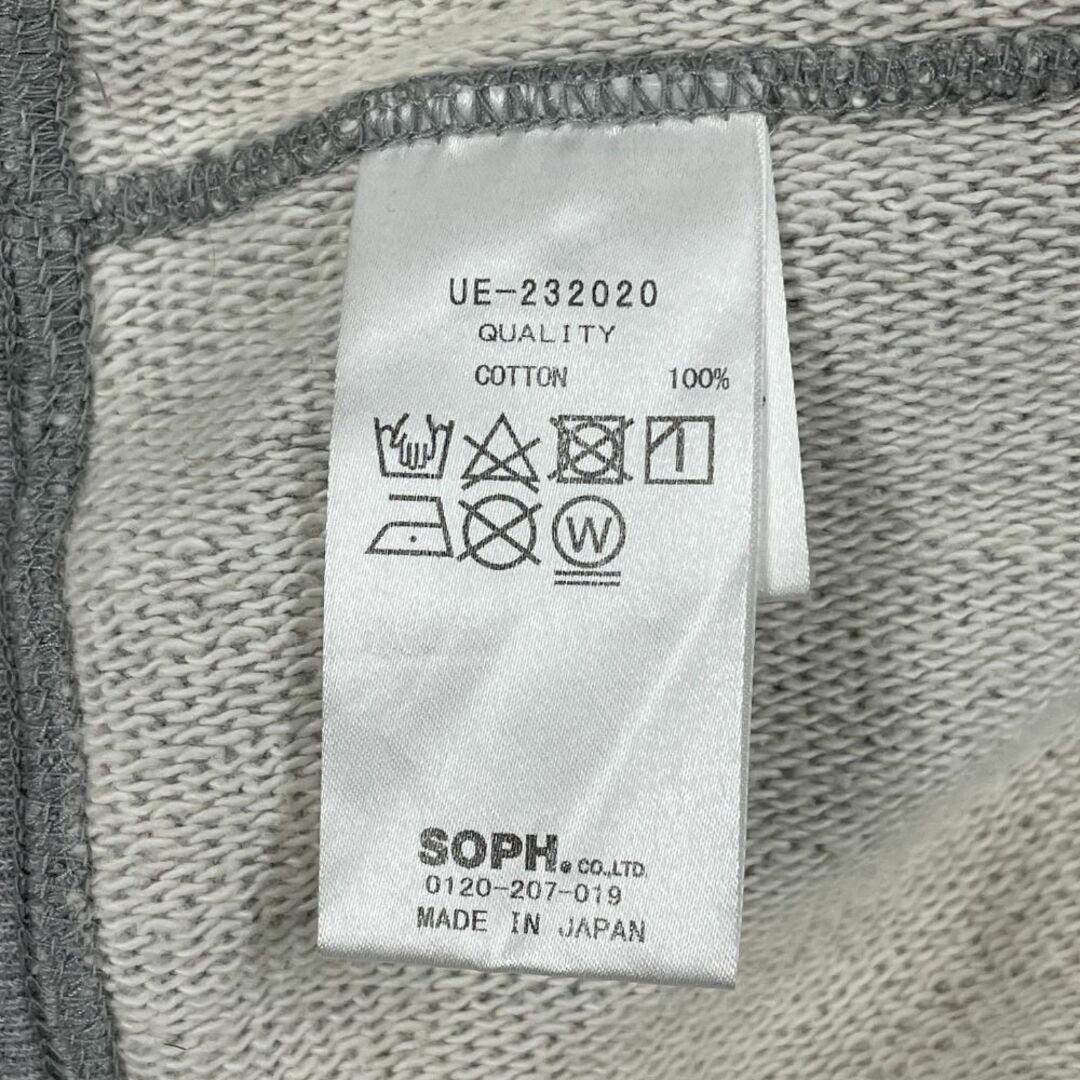 UE-232020
QUALITY
COTTON 100%
W
SOPH. CO.,LTD.
0120-207-019
MADE IN JAPAN